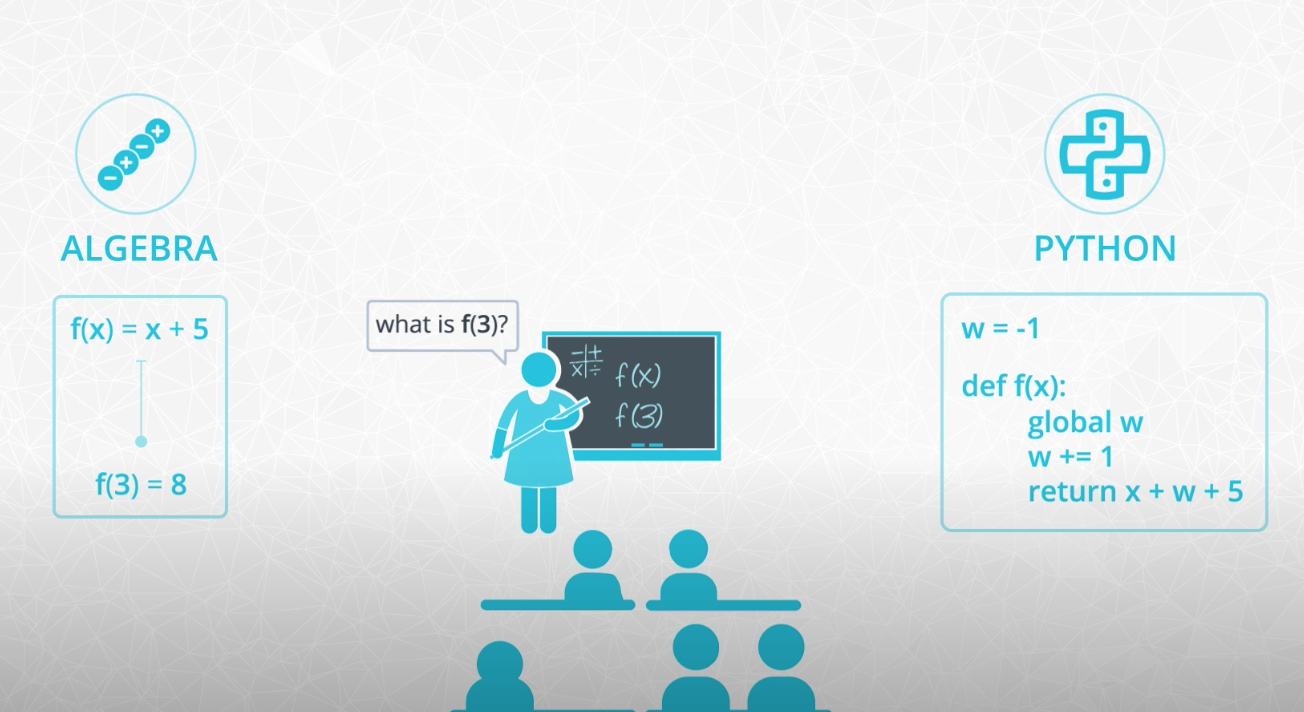 ALGEBRA
f(x) = x + 5
f(3) = 8
what is f(3)?
− +
x ÷
f(x)
f(3)
PYTHON
w = -1
def f(x):
global w
w += 1
return x + w + 5